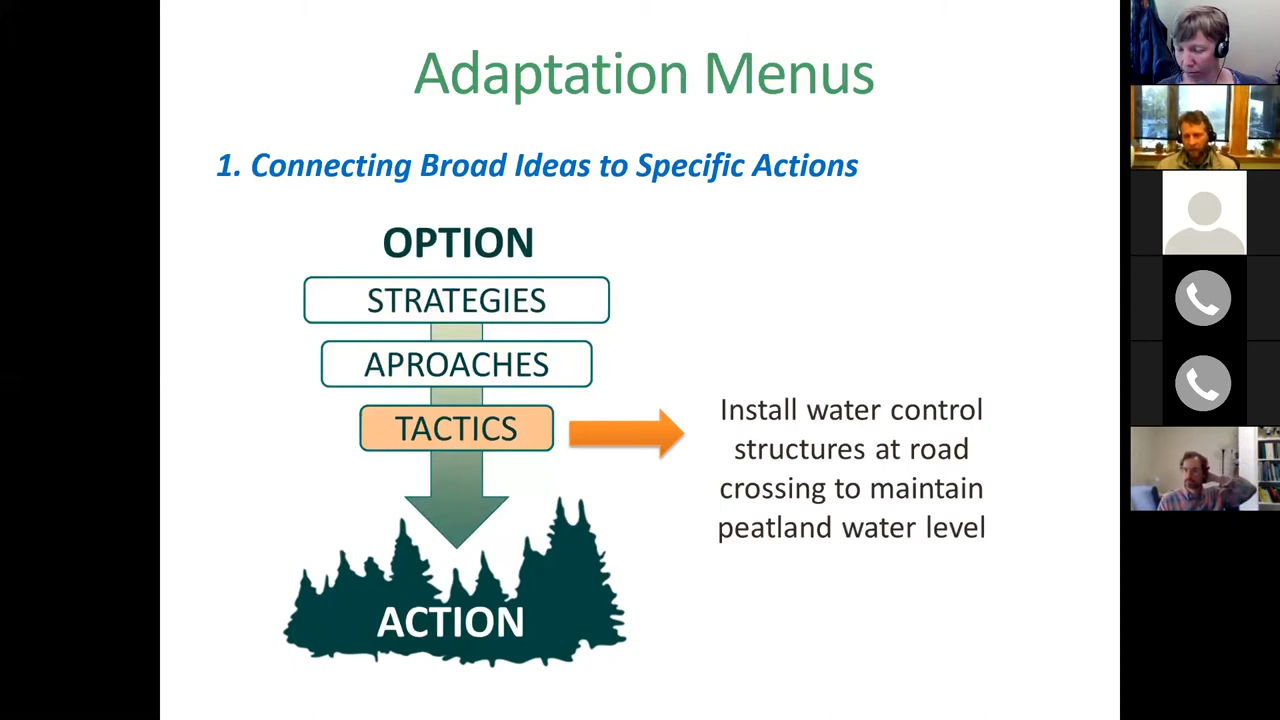 Adaptation Menus
1. Connecting Broad Ideas to Specific Actions
OPTION
STRATEGIES
APROACHES
TACTICS
Install water control
structures at road
crossing to maintain
peatland water level
ACTION